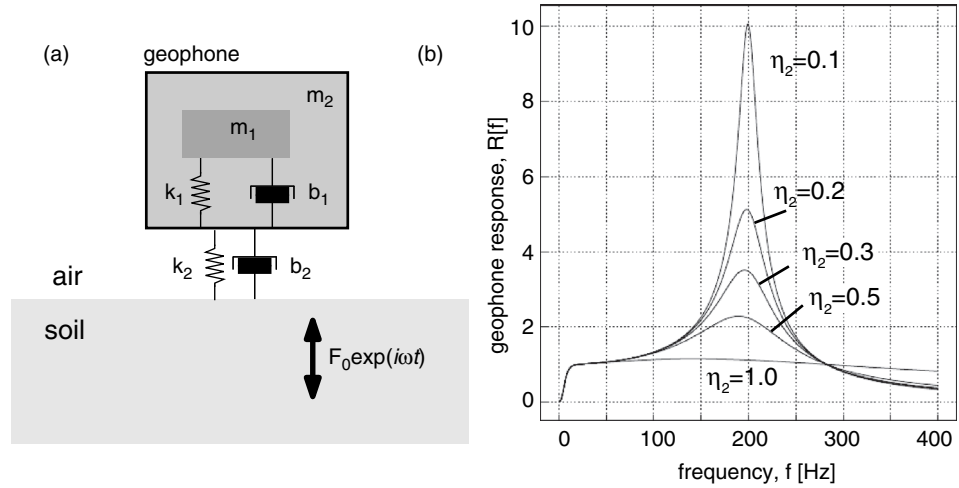 (a)
geophone
m₂
m₁
k₁
b₁
k₂
b₂
air
soil
F₀exp(iωt)
(b)
geophone response, R[f]
10
8
6
4
2
0
η₂=0.1
η₂=0.2
η₂=0.3
η₂=0.5
η₂=1.0
0 100 200 300 400
frequency, f [Hz]